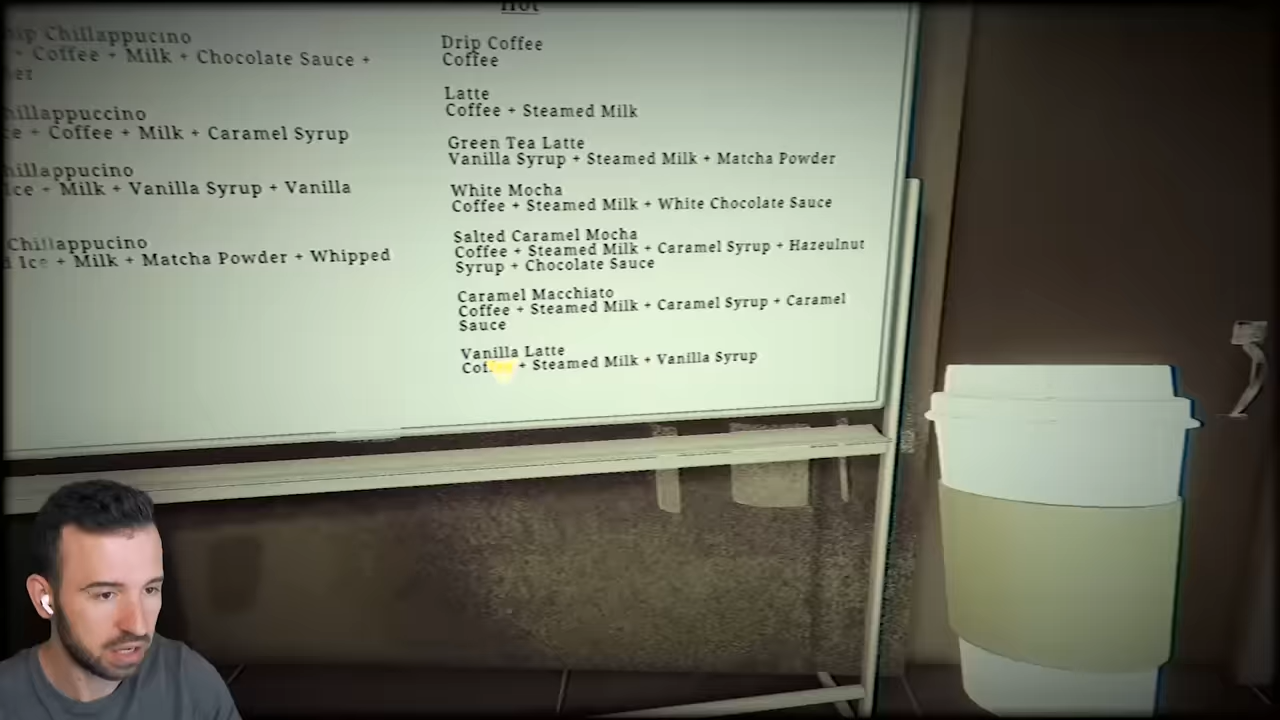 Hot
Chillappucino
Coffee + Milk + Chocolate Sauce +
+ Coffee + Milk + Caramel Syrup
Ice + Milk + Vanilla Syrup + Vanilla
Chillappucino
Ice + Milk + Matcha Powder + Whipped
Drip Coffee
Coffee
Latte
Coffee + Steamed Milk
Green Tea Latte
Vanilla Syrup + Steamed Milk + Matcha Powder
White Mocha
Coffee + Steamed Milk + White Chocolate Sauce
Salted Caramel Mocha
Coffee + Steamed Milk + Caramel Syrup + Hazeulnut
Syrup + Chocolate Sauce
Caramel Macchiato
Coffee + Steamed Milk + Caramel Syrup + Caramel
Sauce
Vanilla Latte
+ Steamed Milk + Vanilla Syrup